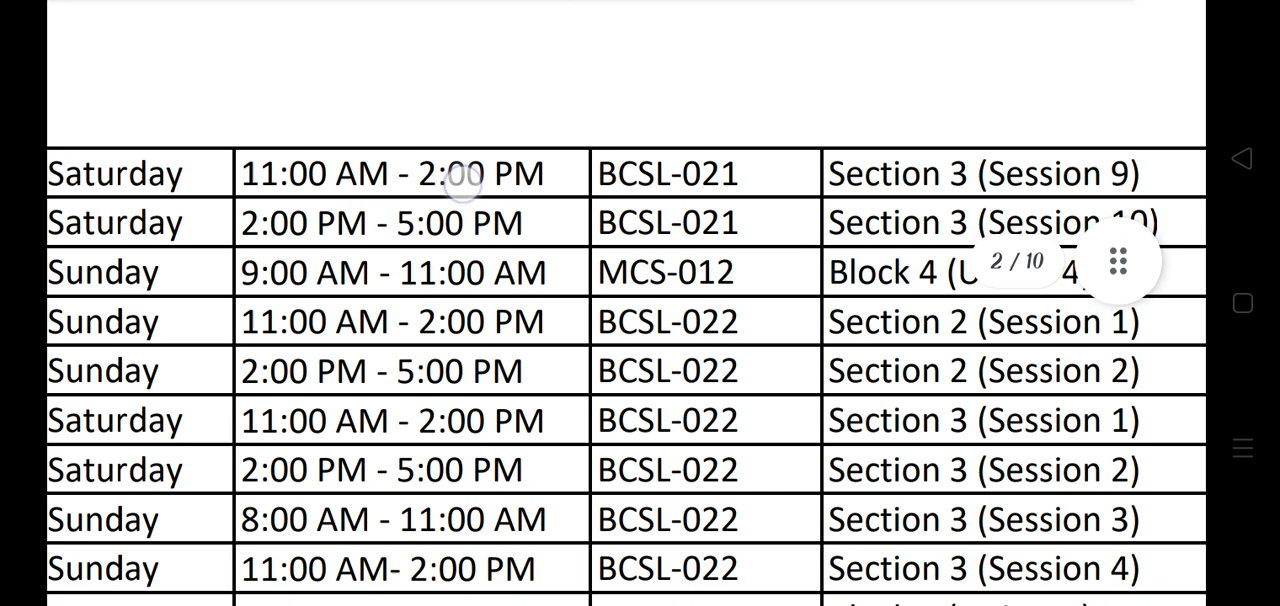 Saturday 11:00 AM - 2:00 PM BCSL-021 Section 3 (Session 9)
Saturday 2:00 PM - 5:00 PM BCSL-021 Section 3 (Session 10)
Sunday 9:00 AM - 11:00 AM MCS-012 Block 4 (U 4
2 / 10
Sunday 11:00 AM - 2:00 PM BCSL-022 Section 2 (Session 1)
Sunday 2:00 PM - 5:00 PM BCSL-022 Section 2 (Session 2)
Saturday 11:00 AM - 2:00 PM BCSL-022 Section 3 (Session 1)
Saturday 2:00 PM - 5:00 PM BCSL-022 Section 3 (Session 2)
Sunday 8:00 AM - 11:00 AM BCSL-022 Section 3 (Session 3)
Sunday 11:00 AM- 2:00 PM BCSL-022 Section 3 (Session 4)